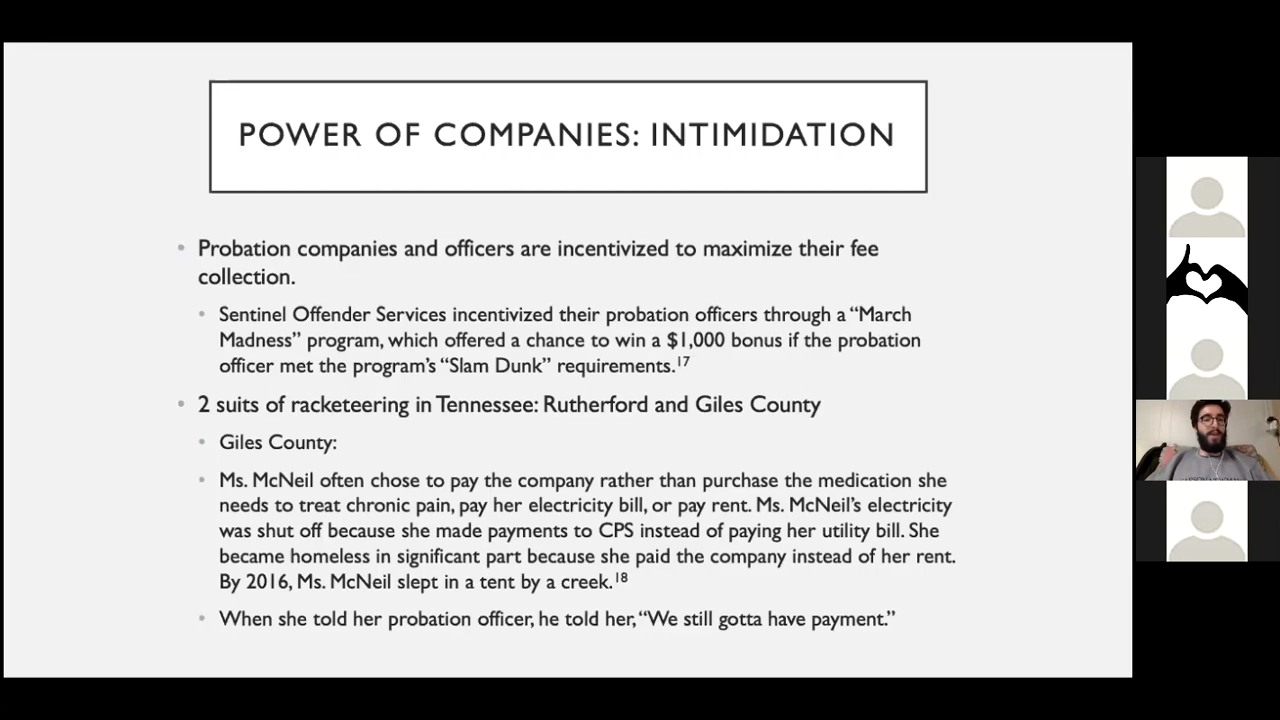 POWER OF COMPANIES: INTIMIDATION
• Probation companies and officers are incentivized to maximize their fee
collection.
• Sentinel Offender Services incentivized their probation officers through a “March
Madness” program, which offered a chance to win a $1,000 bonus if the probation
officer met the program’s “Slam Dunk” requirements.17
• 2 suits of racketeering in Tennessee: Rutherford and Giles County
• Giles County:
• Ms. McNeil often chose to pay the company rather than purchase the medication she
needs to treat chronic pain, pay her electricity bill, or pay rent. Ms. McNeil’s electricity
was shut off because she made payments to CPS instead of paying her utility bill. She
became homeless in significant part because she paid the company instead of her rent.
By 2016, Ms. McNeil slept in a tent by a creek.18
• When she told her probation officer, he told her, “We still gotta have payment.”